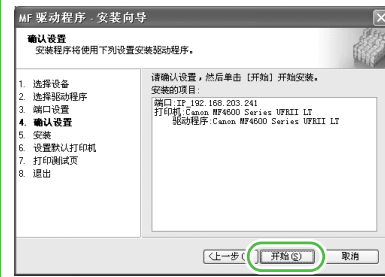 MF 驱动程序 - 安装向导
确认设置
安装程序将使用下列设置安装驱动程序。
1. 选择设备
2. 选择驱动程序
3. 端口设置
4. 确认设置
5. 安装
6. 设置默认打印机
7. 打印测试页
8. 退出
请确认设置，然后单击 [开始] 开始安装。
安装的项目:
端口:IP_192.168.203.241
打印机:Canon MF4600 Series UFRII LT
驱动程序:Canon MF4600 Series UFRII LT
<上一步(
开始(S)
取消